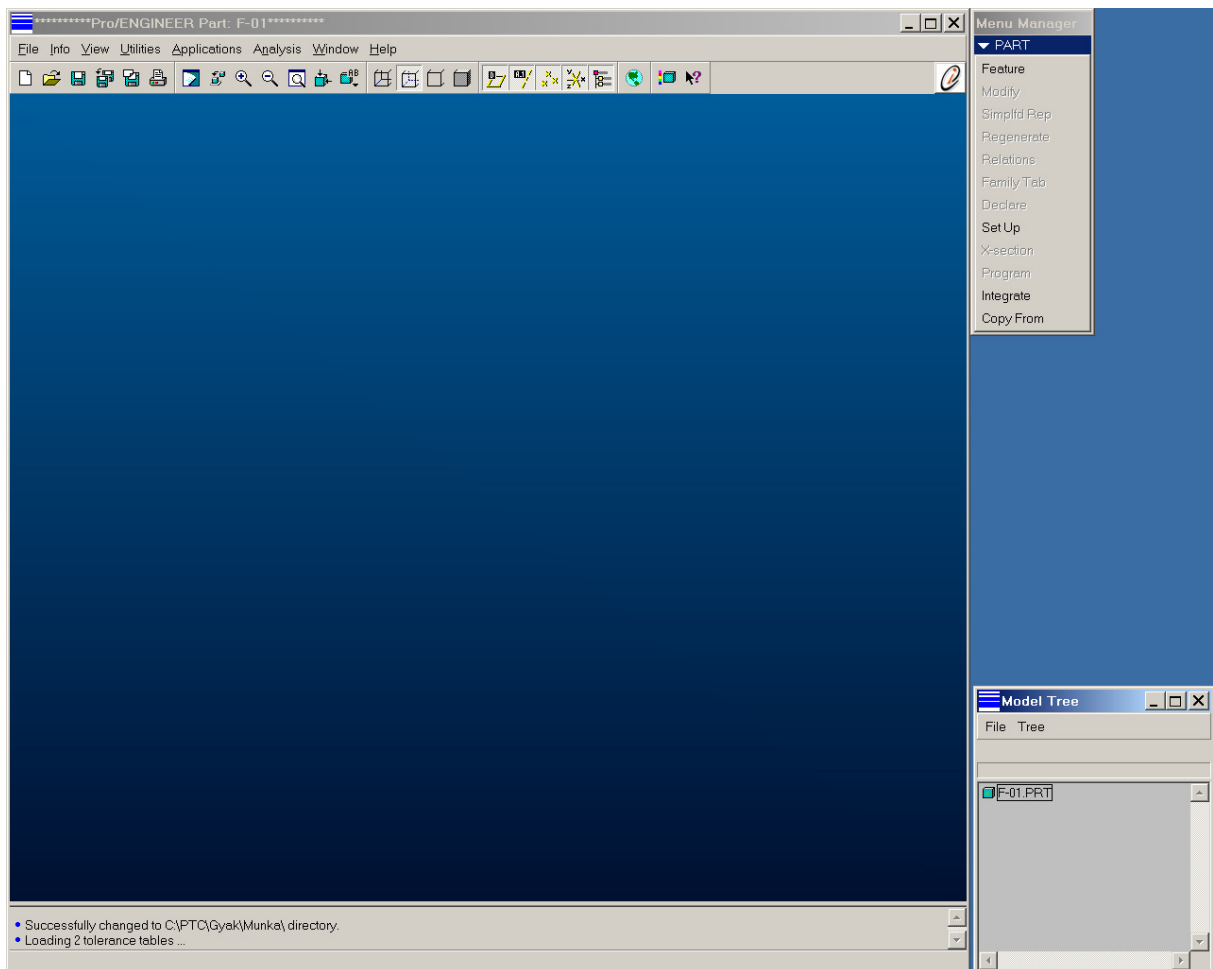 **********Pro/ENGINEER Part: F-01**********
File Info View Utilities Applications Analysis Window Help
Menu Manager
PART
Feature
Modify
Simplfd Rep
Regenerate
Relations
Family Tab
Declare
Set Up
X-section
Program
Integrate
Copy From
Model Tree
File Tree
F-01.PRT
Successfully changed to C:\PTC\Gyak\Munka\ directory.
Loading 2 tolerance tables ...